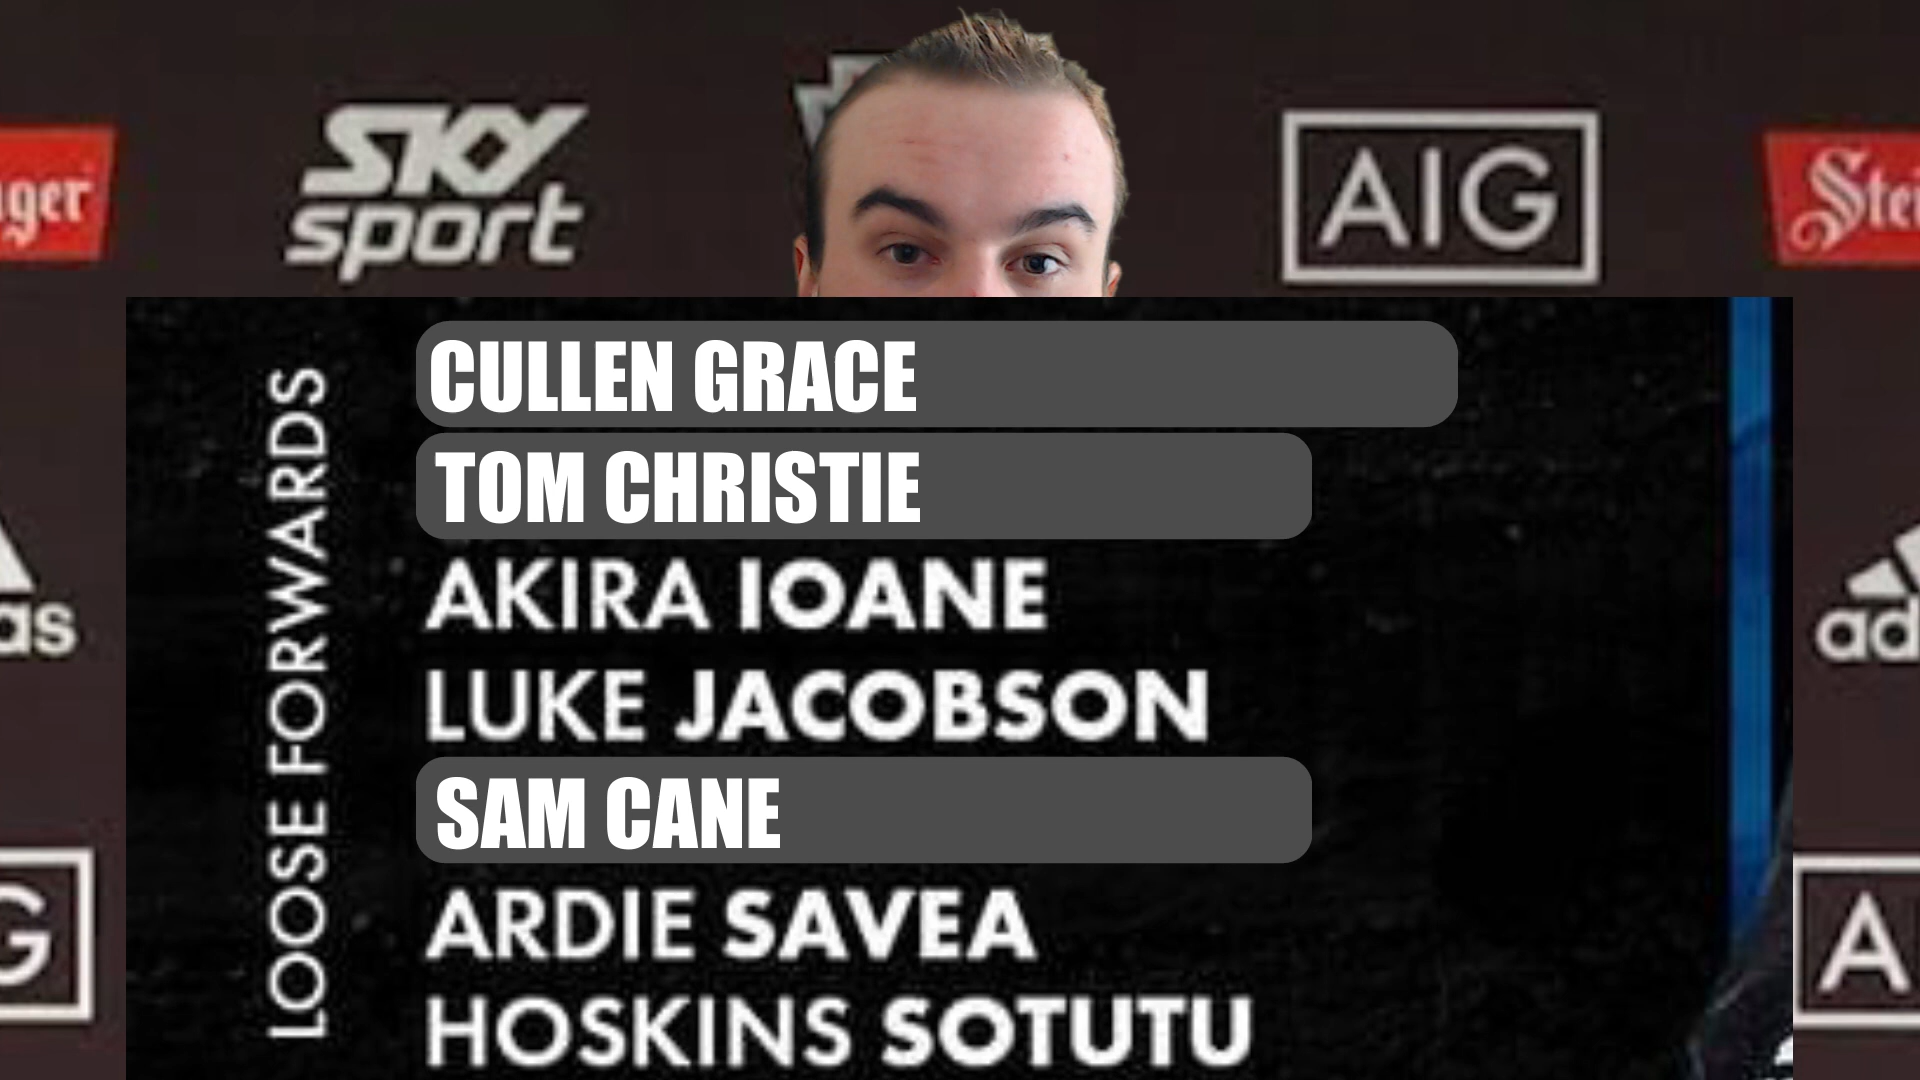 SKY
sport
AIG
CULLEN GRACE
TOM CHRISTIE
AKIRA IOANE
LUKE JACOBSON
SAM CANE
ARDIE SAVEA
HOSKINS SOTUTU
LOOSE FORWARDS